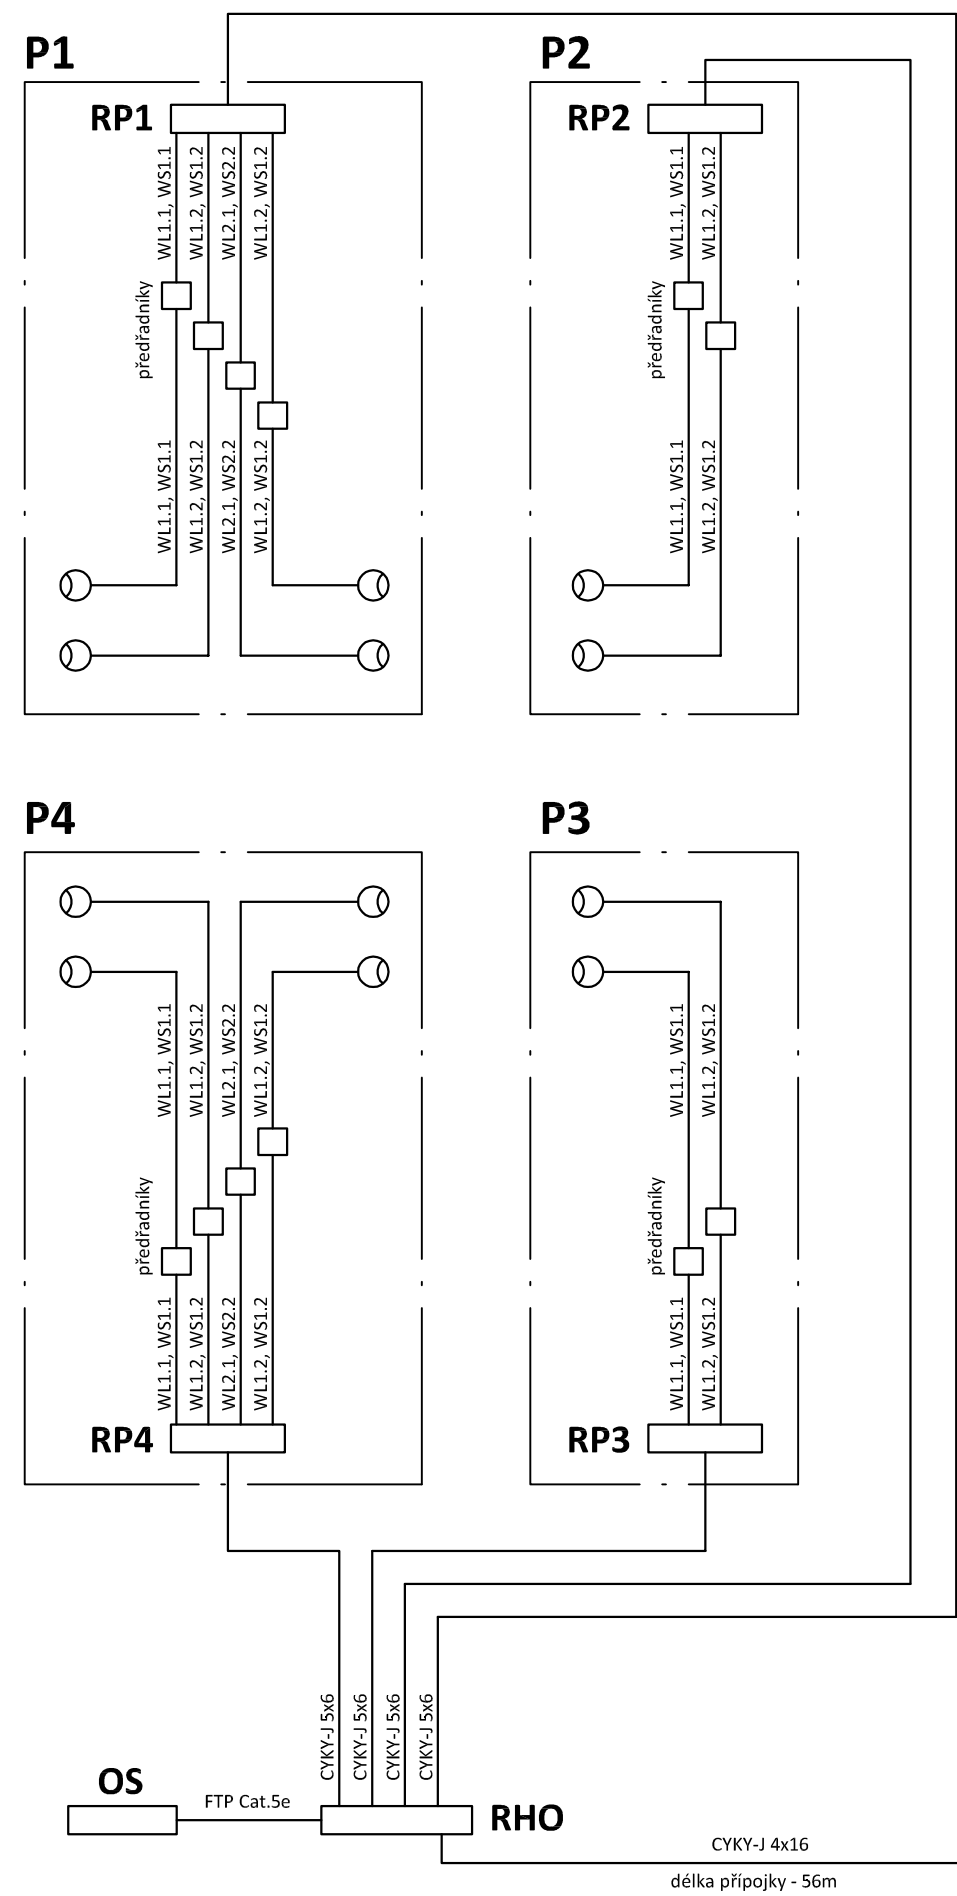 P1
P2
RP1
RP2
WL1.1, WS1.1
WL1.2, WS1.2
WL2.1, WS2.2
WL1.2, WS1.2
WL1.1, WS1.1
WL1.2, WS1.2
předřadníky
předřadníky
WL1.1, WS1.1
WL1.2, WS1.2
WL2.1, WS2.2
WL1.2, WS1.2
WL1.1, WS1.1
WL1.2, WS1.2
P4
P3
WL1.1, WS1.1
WL1.2, WS1.2
WL2.1, WS2.2
WL1.2, WS1.2
WL1.1, WS1.1
WL1.2, WS1.2
předřadníky
předřadníky
WL1.1, WS1.1
WL1.2, WS1.2
WL2.1, WS2.2
WL1.2, WS1.2
WL1.1, WS1.1
WL1.2, WS1.2
RP4
RP3
CYKY-J 5x6
CYKY-J 5x6
CYKY-J 5x6
CYKY-J 5x6
OS
FTP Cat.5e
RHO
CYKY-J 4x16
délka přípojky - 56m